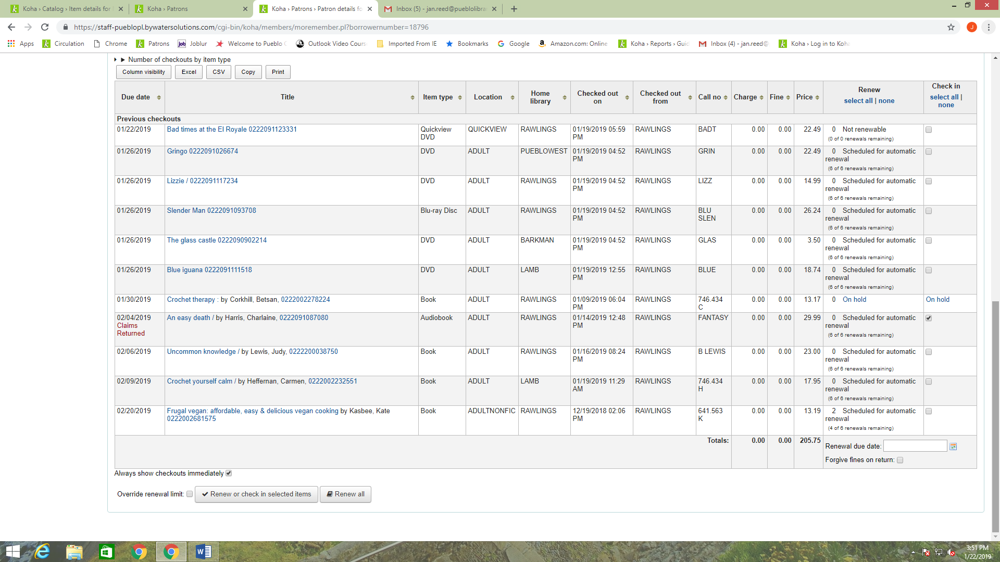 Koha › Catalog › Item details for
Koha › Patrons
Koha › Patrons › Patron details fo
Inbox (5) - jan.reed@pueblolibra
https://staff-pueblopl.bywatersolutions.com/cgi-bin/koha/members/moremember.pl?borrowernumber=18796
J
Apps Circulation Chrome Patrons Joblur Welcome to Pueblo C Outlook Video Cours Imported From IE Bookmarks Google Amazon.com: Online Koha › Reports › Guid Inbox (4) - jan.reed@ Koha › Log in to Koha
Number of checkouts by item type
Column visibility Excel CSV Copy Print
Due date Title Item type Location Home library Checked out on Checked out from Call no Charge Fine Price Renew select all | none Check in select all | none
Previous checkouts
01/22/2019 Bad times at the El Royale 0222091123331 Quickview DVD QUICKVIEW RAWLINGS 01/19/2019 05:59 PM RAWLINGS BADT 0.00 0.00 22.49 0 Not renewable (0 of 0 renewals remaining)
01/26/2019 Gringo 0222091026674 DVD ADULT PUEBLOWEST 01/19/2019 04:52 PM RAWLINGS GRIN 0.00 0.00 22.49 0 Scheduled for automatic renewal (6 of 6 renewals remaining)
01/26/2019 Lizzie / 0222091117234 DVD ADULT RAWLINGS 01/19/2019 04:52 PM RAWLINGS LIZZ 0.00 0.00 14.99 0 Scheduled for automatic renewal (6 of 6 renewals remaining)
01/26/2019 Slender Man 0222091093708 Blu-ray Disc ADULT RAWLINGS 01/19/2019 04:52 PM RAWLINGS BLU SLEN 0.00 0.00 26.24 0 Scheduled for automatic renewal (6 of 6 renewals remaining)
01/26/2019 The glass castle 0222090902214 DVD ADULT BARKMAN 01/19/2019 04:52 PM RAWLINGS GLAS 0.00 0.00 3.50 0 Scheduled for automatic renewal (6 of 6 renewals remaining)
01/26/2019 Blue iguana 0222091111518 DVD ADULT LAMB 01/19/2019 12:55 PM RAWLINGS BLUE 0.00 0.00 18.74 0 Scheduled for automatic renewal (6 of 6 renewals remaining)
01/30/2019 Crochet therapy : by Corkhill, Betsan, 0222002278224 Book ADULT RAWLINGS 01/09/2019 06:04 PM RAWLINGS 746.434 C 0.00 0.00 13.17 0 On hold On hold
02/04/2019 Claims Returned An easy death / by Harris, Charlaine, 0222091087080 Audiobook ADULT RAWLINGS 01/14/2019 12:48 PM RAWLINGS FANTASY 0.00 0.00 29.99 0 Scheduled for automatic renewal (6 of 6 renewals remaining)
02/06/2019 Uncommon knowledge / by Lewis, Judy, 0222200038750 Book ADULT RAWLINGS 01/16/2019 08:24 PM RAWLINGS B LEWIS 0.00 0.00 23.00 0 Scheduled for automatic renewal (6 of 6 renewals remaining)
02/09/2019 Crochet yourself calm / by Heffernan, Carmen, 0222002232551 Book ADULT LAMB 01/19/2019 11:29 AM RAWLINGS 746.434 H 0.00 0.00 17.95 0 Scheduled for automatic renewal (6 of 6 renewals remaining)
02/20/2019 Frugal vegan: affordable, easy & delicious vegan cooking by Kasbee, Kate 0222002681575 Book ADULTNONFIC RAWLINGS 12/19/2018 02:06 PM RAWLINGS 641.563 K 0.00 0.00 13.19 2 Scheduled for automatic renewal (4 of 6 renewals remaining)
Totals: 0.00 0.00 205.75 Renewal due date:
Forgive fines on return:
Always show checkouts immediately
Override renewal limit: Renew or check in selected items Renew all
3:51 PM
1/22/2019